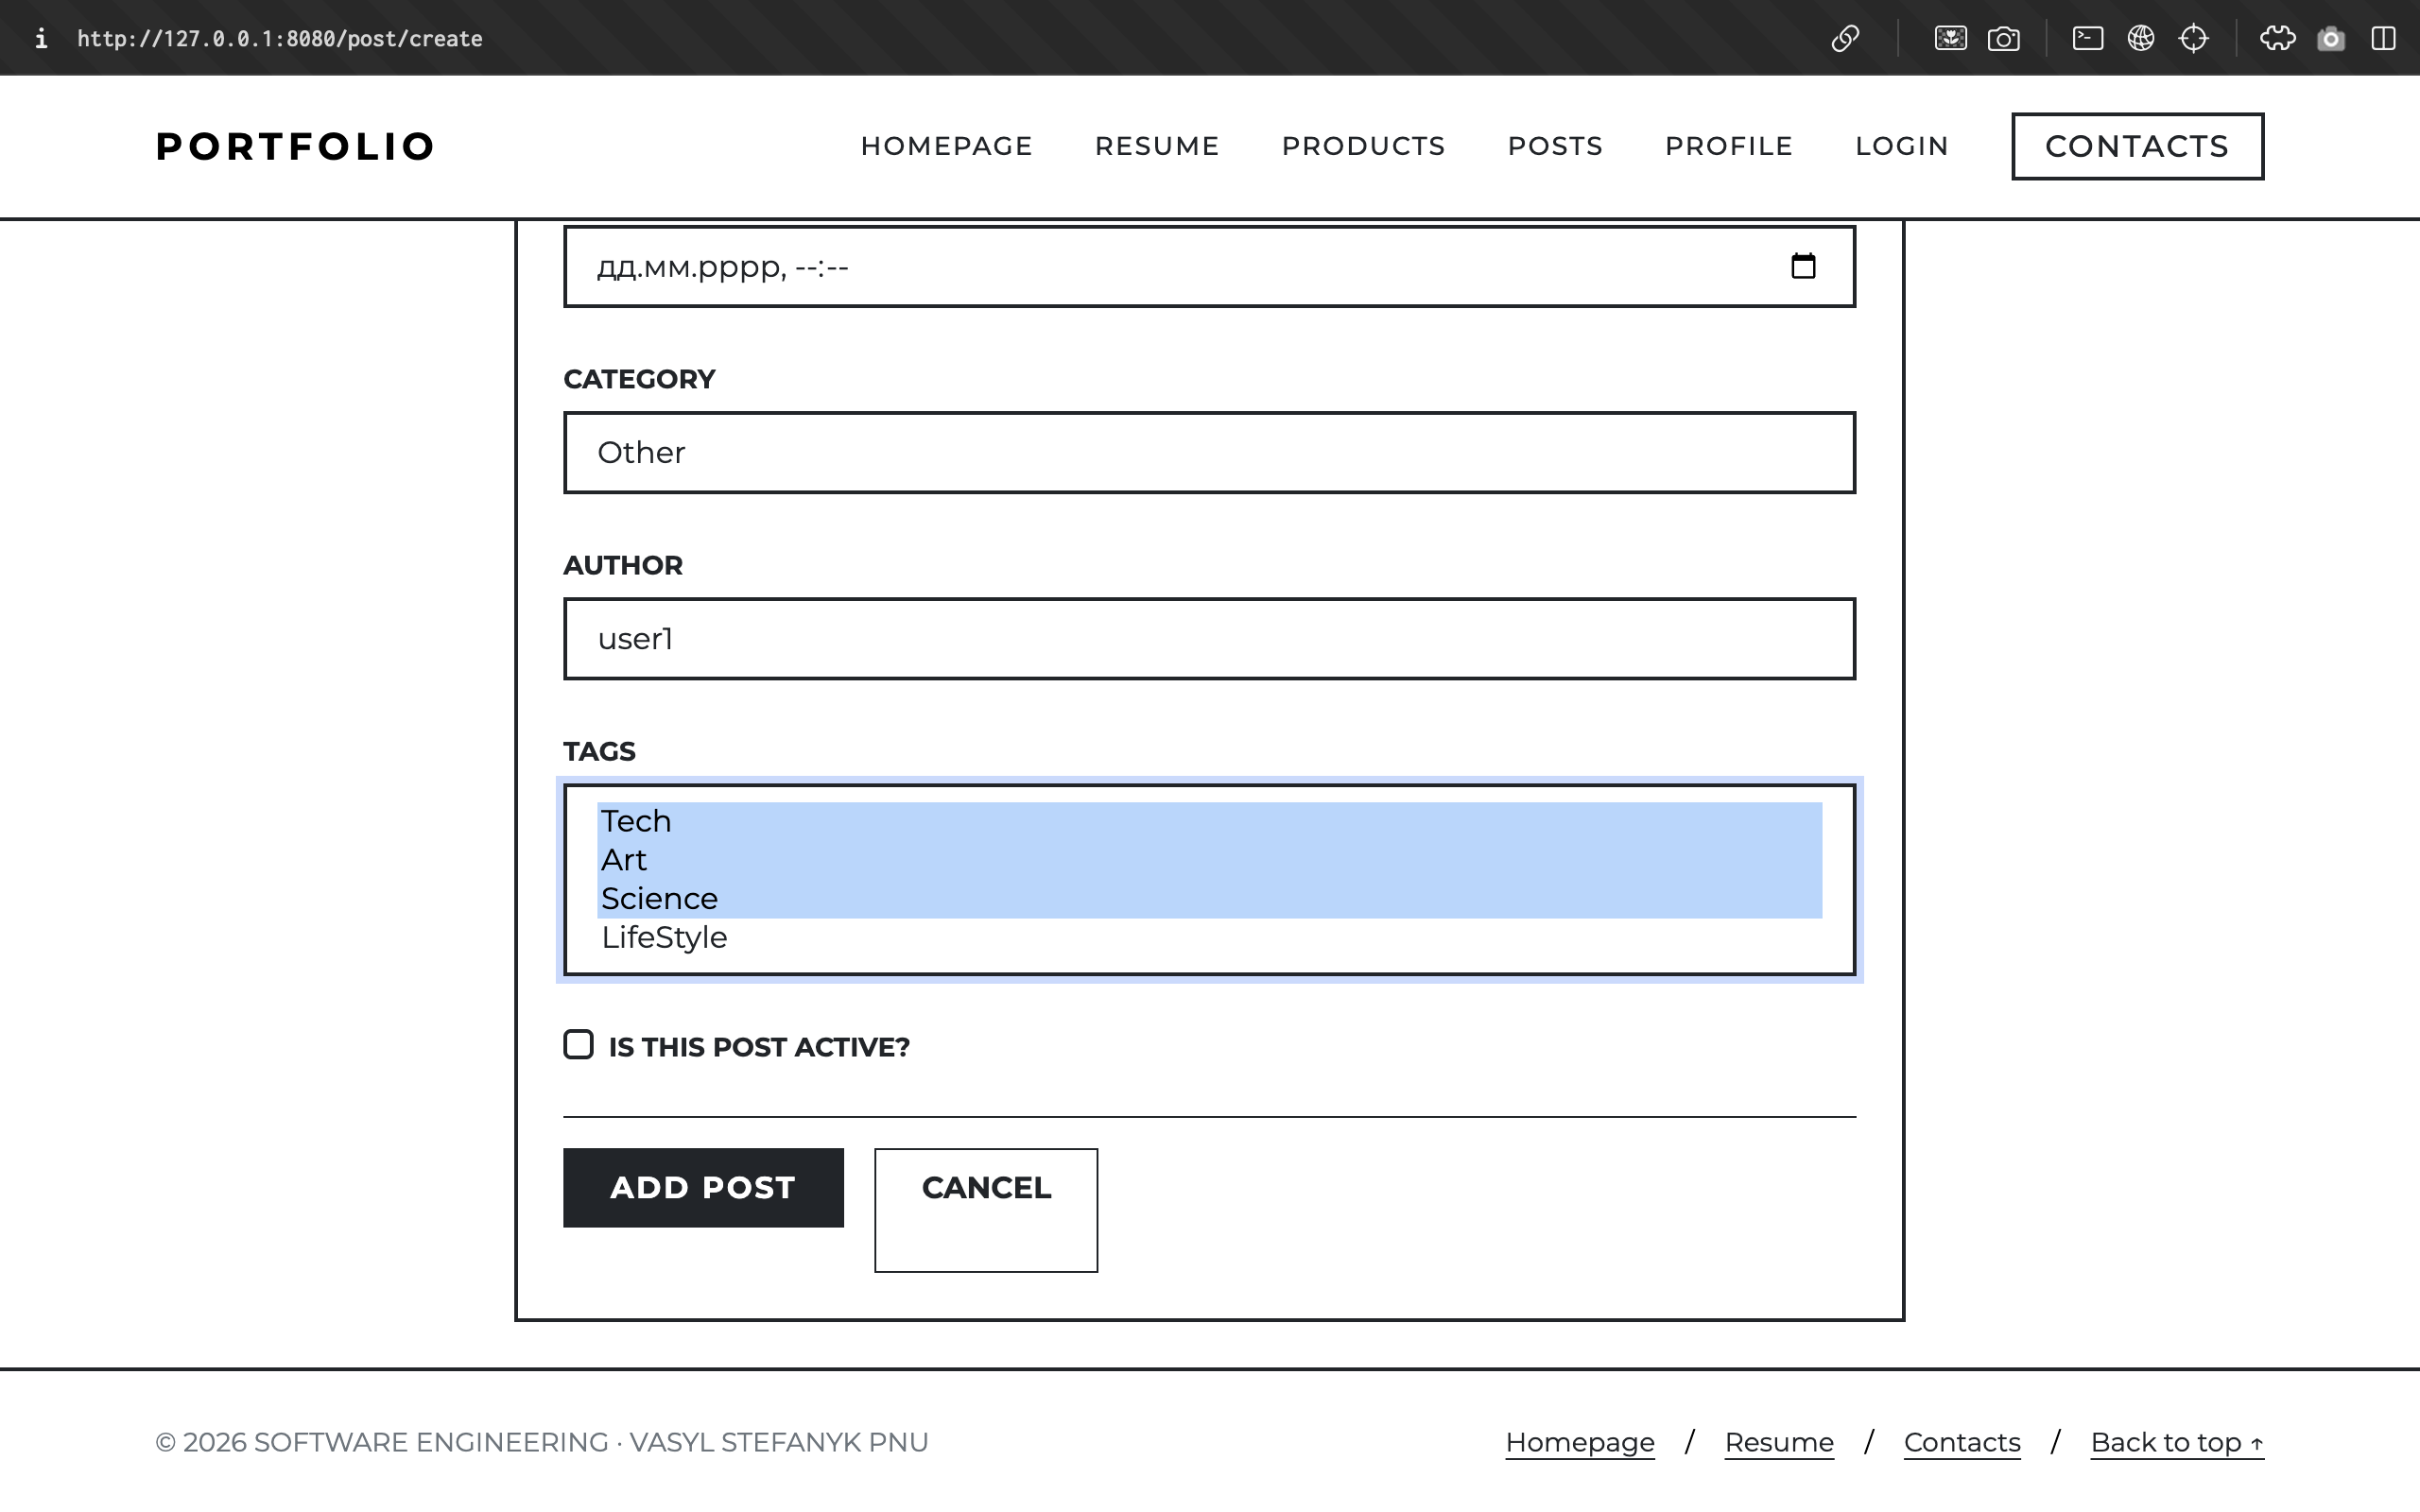 http://127.0.0.1:8080/post/create
PORTFOLIO
HOMEPAGE RESUME PRODUCTS POSTS PROFILE LOGIN CONTACTS
дд.мм.рррр, --:--
CATEGORY
Other
AUTHOR
user1
TAGS
Tech
Art
Science
LifeStyle
IS THIS POST ACTIVE?
ADD POST CANCEL
© 2026 SOFTWARE ENGINEERING · VASYL STEFANYK PNU
Homepage / Resume / Contacts / Back to top ↑